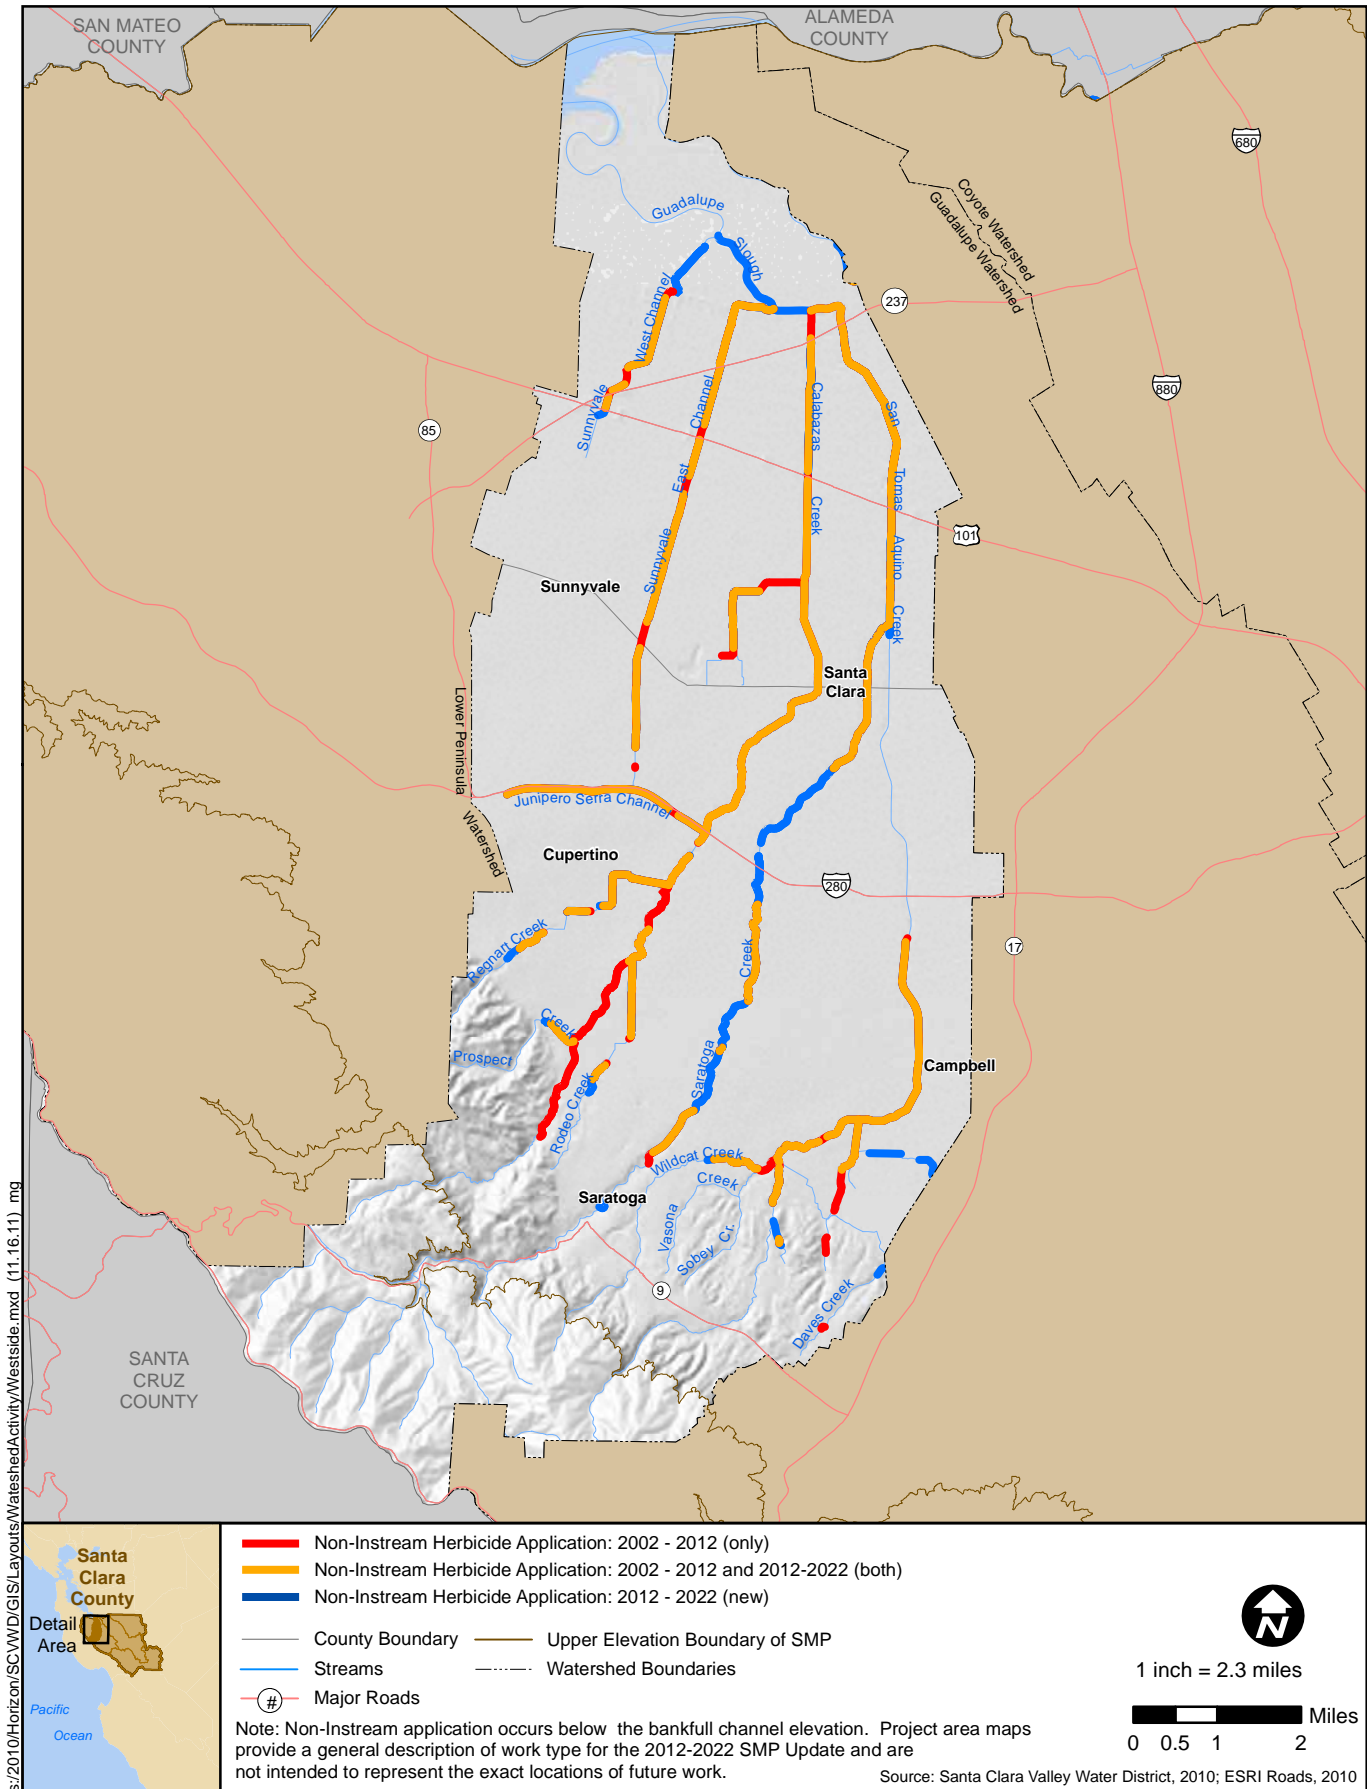 SAN MATEO
COUNTY
ALAMEDA
COUNTY
680
Coyote Watershed
Guadalupe Watershed
Guadalupe
Slough
237
West Channel
Sunnyvale
880
85
Channel
East
Sunnyvale
Calabazas
Creek
San
Tomas
Aquino
Creek
101
Sunnyvale
Santa
Clara
Lower Peninsula
Watershed
Junipero Serra Channel
Cupertino
280
17
Regnart Creek
Creek
Prospect
Creek
Saratoga
Rodeo Creek
Campbell
Wildcat Creek
Creek
Vasona
Sobey Cr.
Saratoga
9
Daves Creek
SANTA
CRUZ
COUNTY
s:/2010/Horizon/SCVWD/GIS/Layouts/WateshedActivity/Westside.mxd (11.16.11) mg
Santa
Clara
County
Detail
Area
Pacific
Ocean
Non-Instream Herbicide Application: 2002 - 2012 (only)
Non-Instream Herbicide Application: 2002 - 2012 and 2012-2022 (both)
Non-Instream Herbicide Application: 2012 - 2022 (new)
County Boundary
Upper Elevation Boundary of SMP
Streams
Watershed Boundaries
# Major Roads
N
1 inch = 2.3 miles
Miles
0 0.5 1 2
Note: Non-Instream application occurs below the bankfull channel elevation. Project area maps
provide a general description of work type for the 2012-2022 SMP Update and are
not intended to represent the exact locations of future work.
Source: Santa Clara Valley Water District, 2010; ESRI Roads, 2010